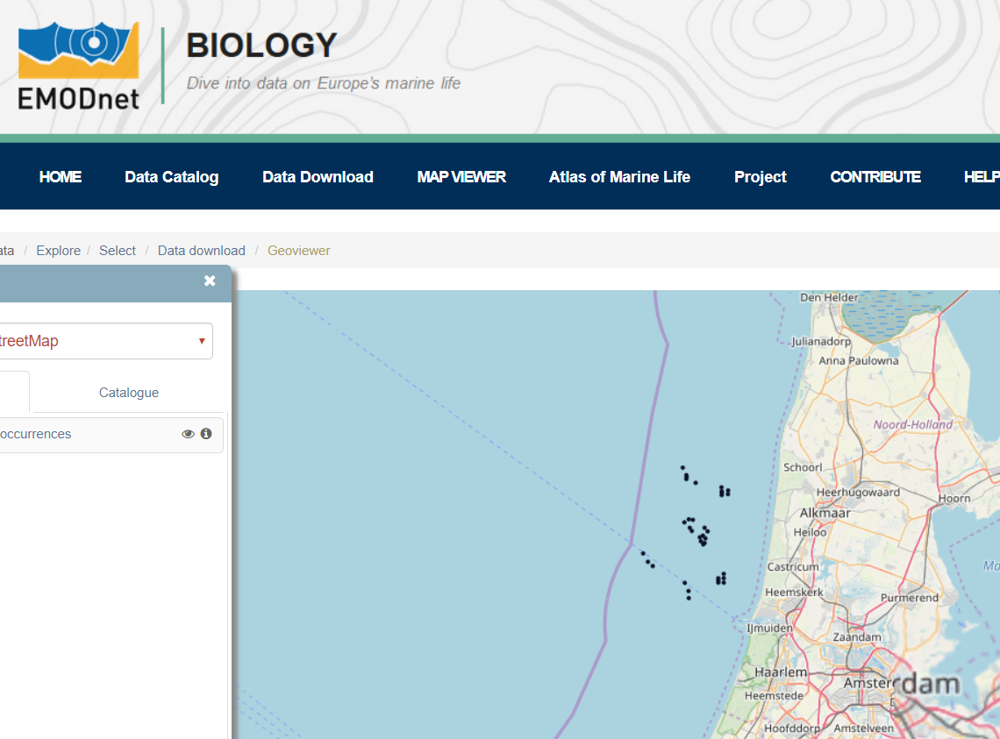 BIOLOGY
Dive into data on Europe's marine life
EMODnet
HOME Data Catalog Data Download MAP VIEWER Atlas of Marine Life Project CONTRIBUTE HELP
ata / Explore / Select / Data download / Geoviewer
treetMap
Catalogue
occurrences
Den Helder
Julianadorp
Anna Paulowna
Noord-Holland
Schoorl
Heerhugowaard
Hoorn
Alkmaar
Heiloo
Castricum
Ma
Heemskerk
Purmerend
IJmuiden
Zaandam
Haarlem
Amsterdam
Heemstede
Hoofddorp
Amstelveen